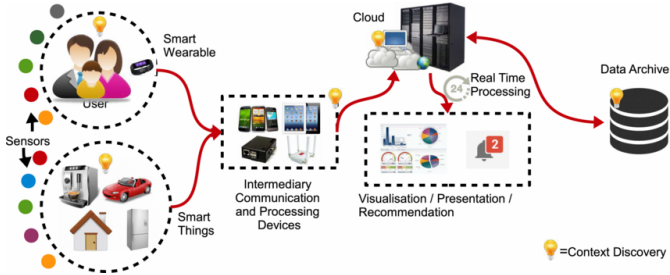 Smart
Wearable
User
Sensors
Smart
Things
Intermediary
Communication
and Processing
Devices
Cloud
24
Real Time
Processing
2
Visualisation / Presentation /
Recommendation
Data Archive
=Context Discovery